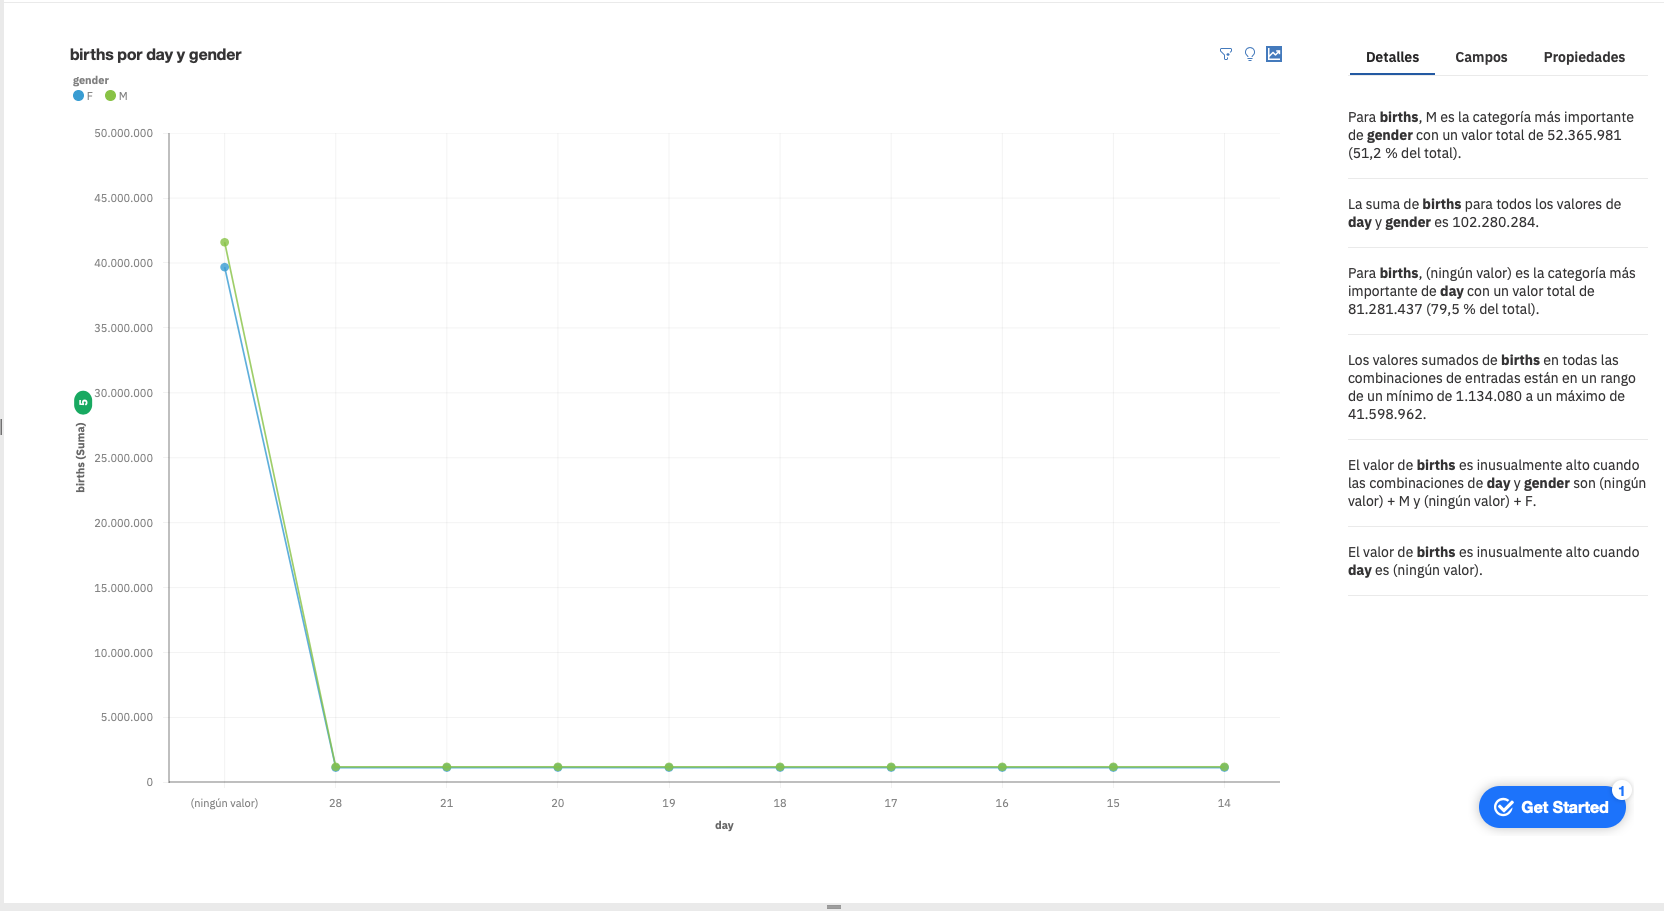 births por day y gender
gender
F M
50.000.000
45.000.000
40.000.000
35.000.000
30.000.000
25.000.000
20.000.000
15.000.000
10.000.000
5.000.000
0
births (Suma) 5
(ningún valor) 28 21 20 19 18 17 16 15 14
day
Detalles Campos Propiedades
Para births, M es la categoría más importante
de gender con un valor total de 52.365.981
(51,2 % del total).
La suma de births para todos los valores de
day y gender es 102.280.284.
Para births, (ningún valor) es la categoría más
importante de day con un valor total de
81.281.437 (79,5 % del total).
Los valores sumados de births en todas las
combinaciones de entradas están en un rango
de un mínimo de 1.134.080 a un máximo de
41.598.962.
El valor de births es inusualmente alto cuando
las combinaciones de day y gender son (ningún
valor) + M y (ningún valor) + F.
El valor de births es inusualmente alto cuando
day es (ningún valor).
Get Started 1